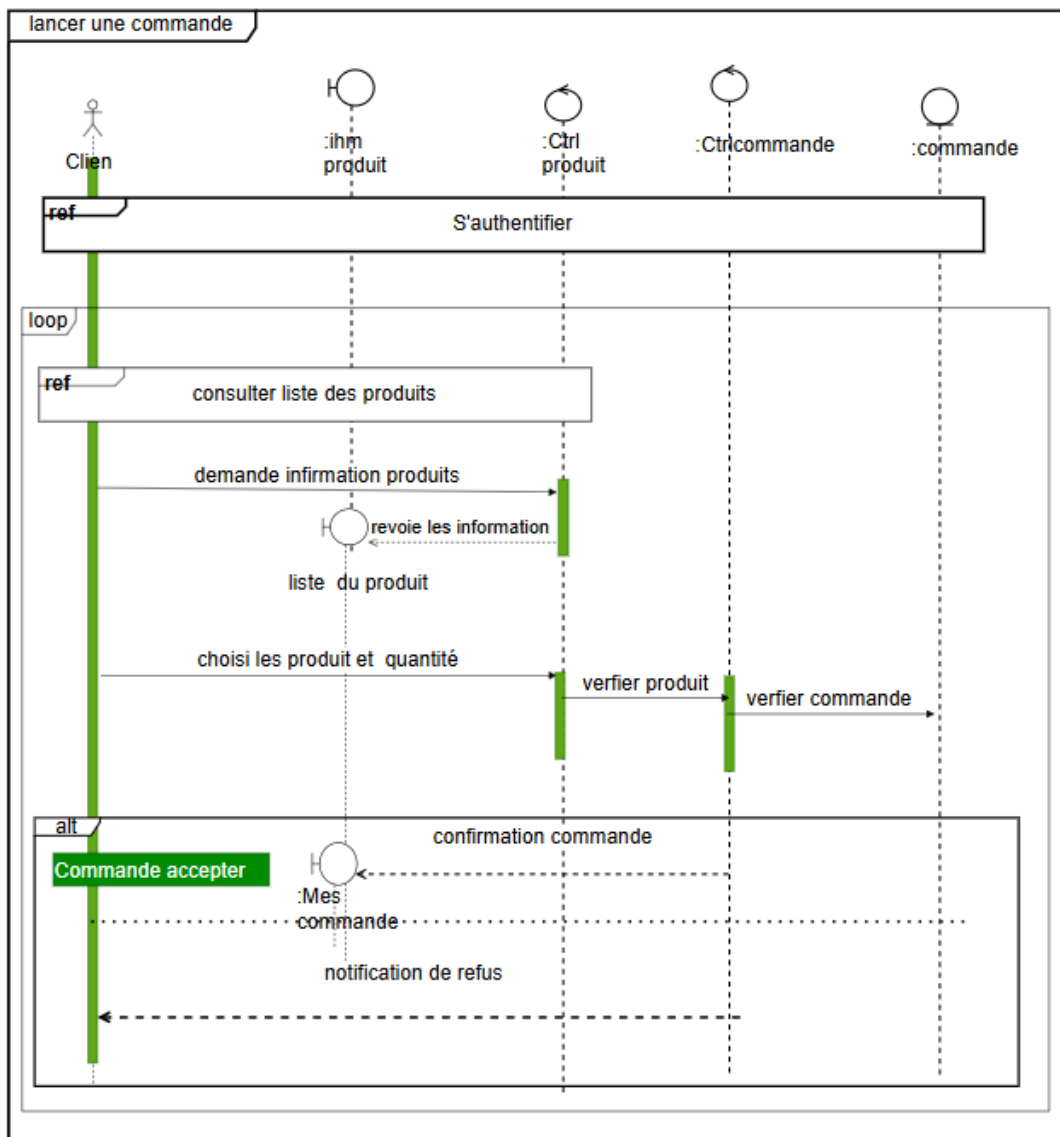 lancer une commande
Clien
:ihm
produit
:Ctrl
produit
:Ctrlcommande
:commande
ref
S'authentifier
loop
ref
consulter liste des produits
demande infirmation produits
revoie les information
liste du produit
choisi les produit et quantité
verfier produit
verfier commande
alt
confirmation commande
Commande accepter
:Mes
commande
notification de refus